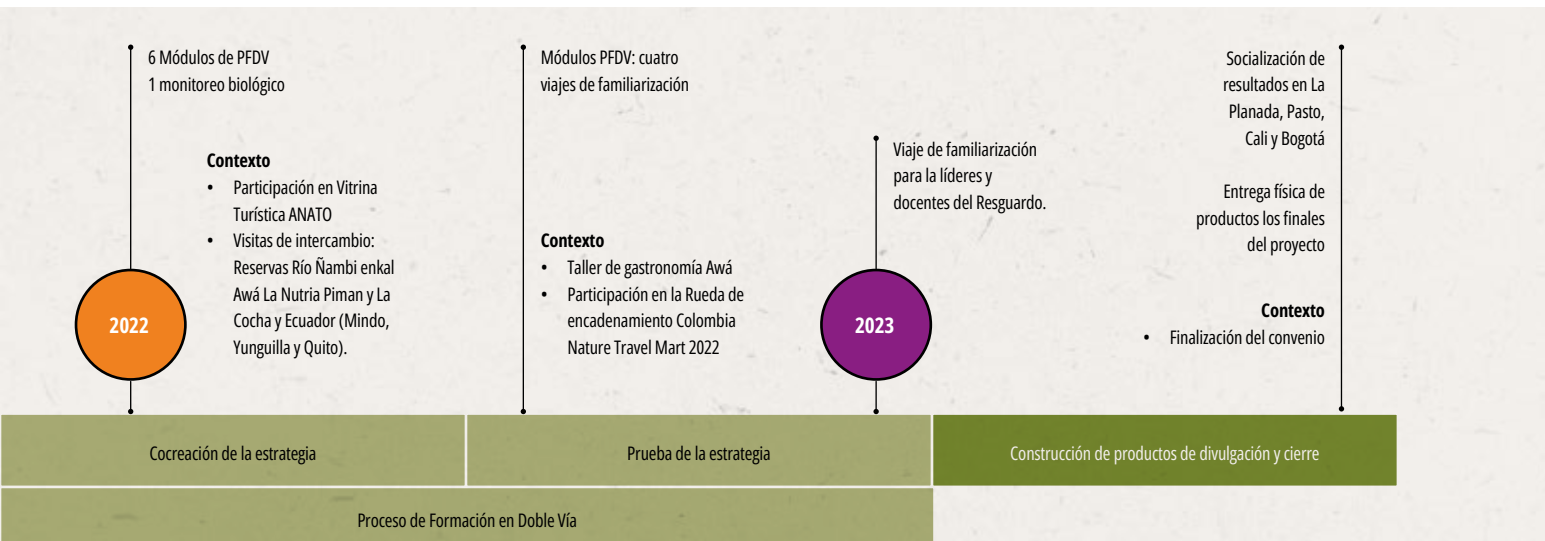 6 Módulos de PFDV
1 monitoreo biológico
Contexto
• Participación en Vitrina
Turística ANATO
• Visitas de intercambio:
Reservas Río Ñambi enkal
Awá La Nutria Piman y La
Cocha y Ecuador (Mindo,
Yunguilla y Quito).
2022
Módulos PFDV: cuatro
viajes de familiarización
Contexto
• Taller de gastronomía Awá
• Participación en la Rueda de
encadenamiento Colombia
Nature Travel Mart 2022
Viaje de familiarización
para la líderes y
docentes del Resguardo.
2023
Socialización de
resultados en La
Planada, Pasto,
Cali y Bogotá
Entrega física de
productos los finales
del proyecto
Contexto
• Finalización del convenio
Cocreación de la estrategia
Prueba de la estrategia
Construcción de productos de divulgación y cierre
Proceso de Formación en Doble Vía